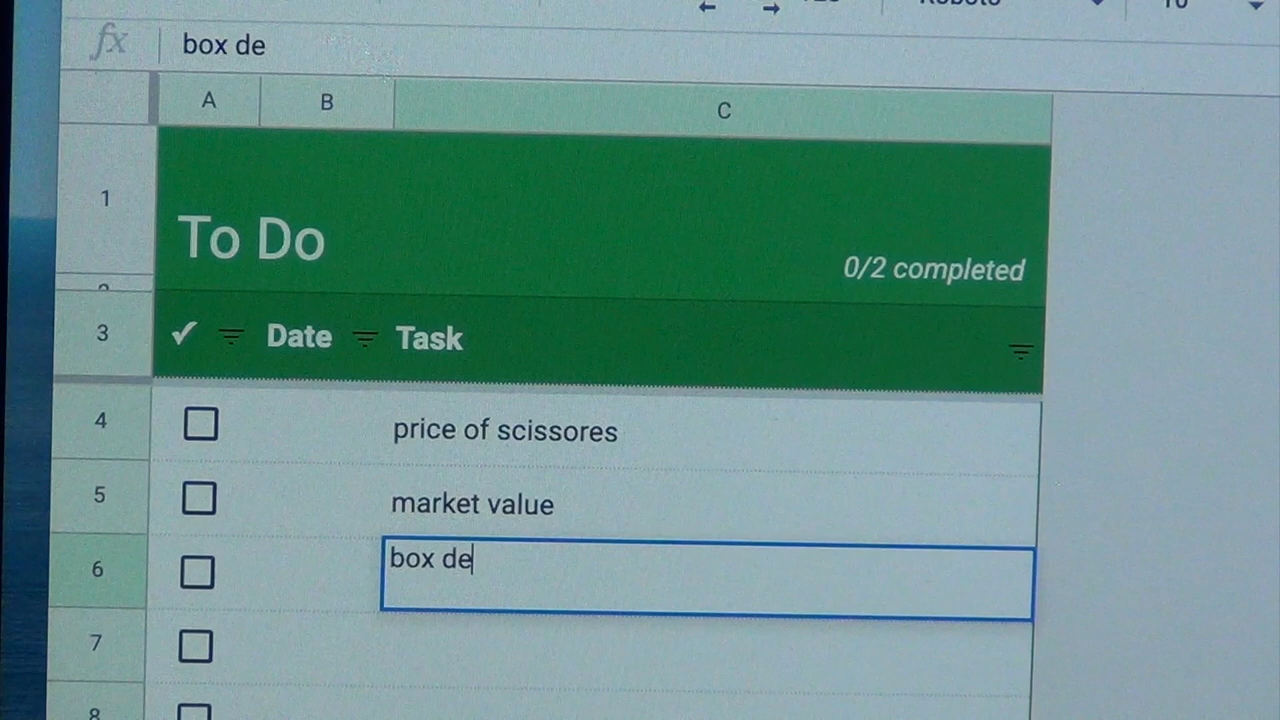 fx box de
A B C
1 To Do 0/2 completed
3 ✓ Date Task
4 price of scissores
5 market value
6 box de
7
8